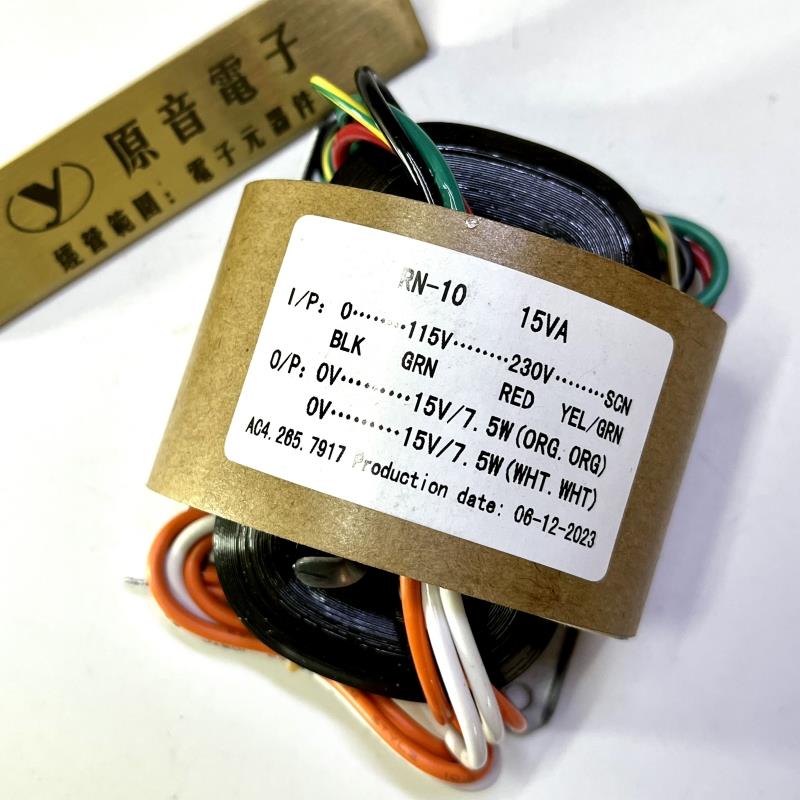 原音電子
經營範圍：電子元器件
RN-10 15VA
I/P: 0········115V········230V········SCN
BLK GRN RED YEL/GRN
O/P: 0V·········15V/7.5W(ORG.ORG)
0V·········15V/7.5W(WHT.WHT)
AC4.265.7917 Production date: 06-12-2023